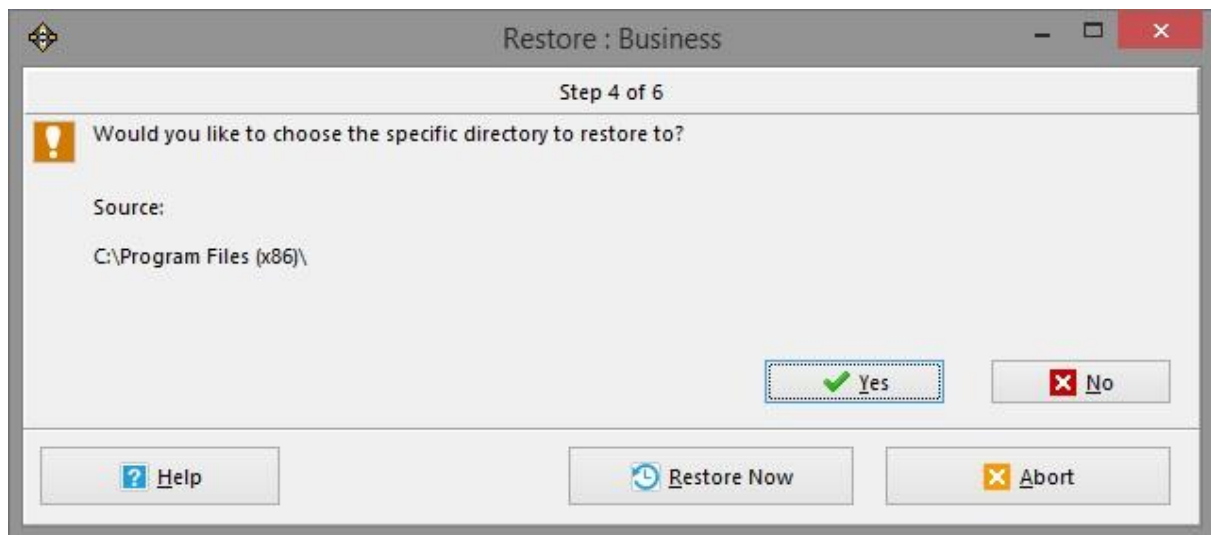 Restore : Business
Step 4 of 6
Would you like to choose the specific directory to restore to?
Source:
C:\Program Files (x86)\
Yes
No
Help
Restore Now
Abort